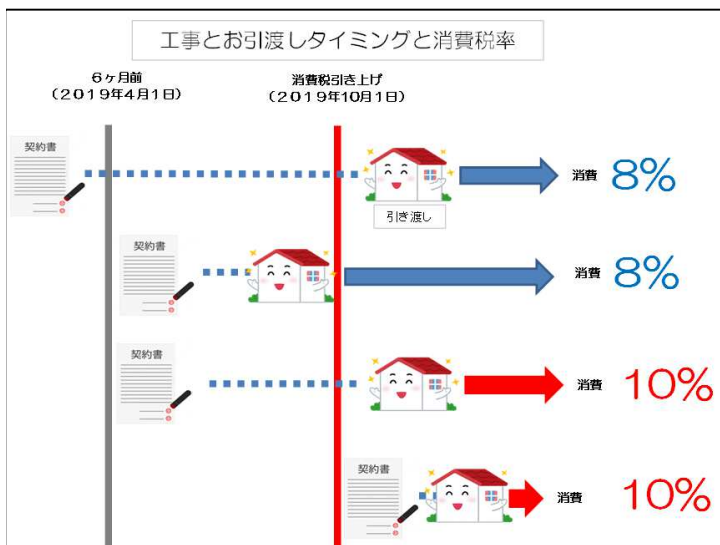 工事とお引渡しタイミングと消費税率
6ヶ月前
（2019年4月1日）
消費税引き上げ
（2019年10月1日）
契約書
引き渡し
消費 8%
契約書
消費 8%
契約書
消費 10%
契約書
消費 10%